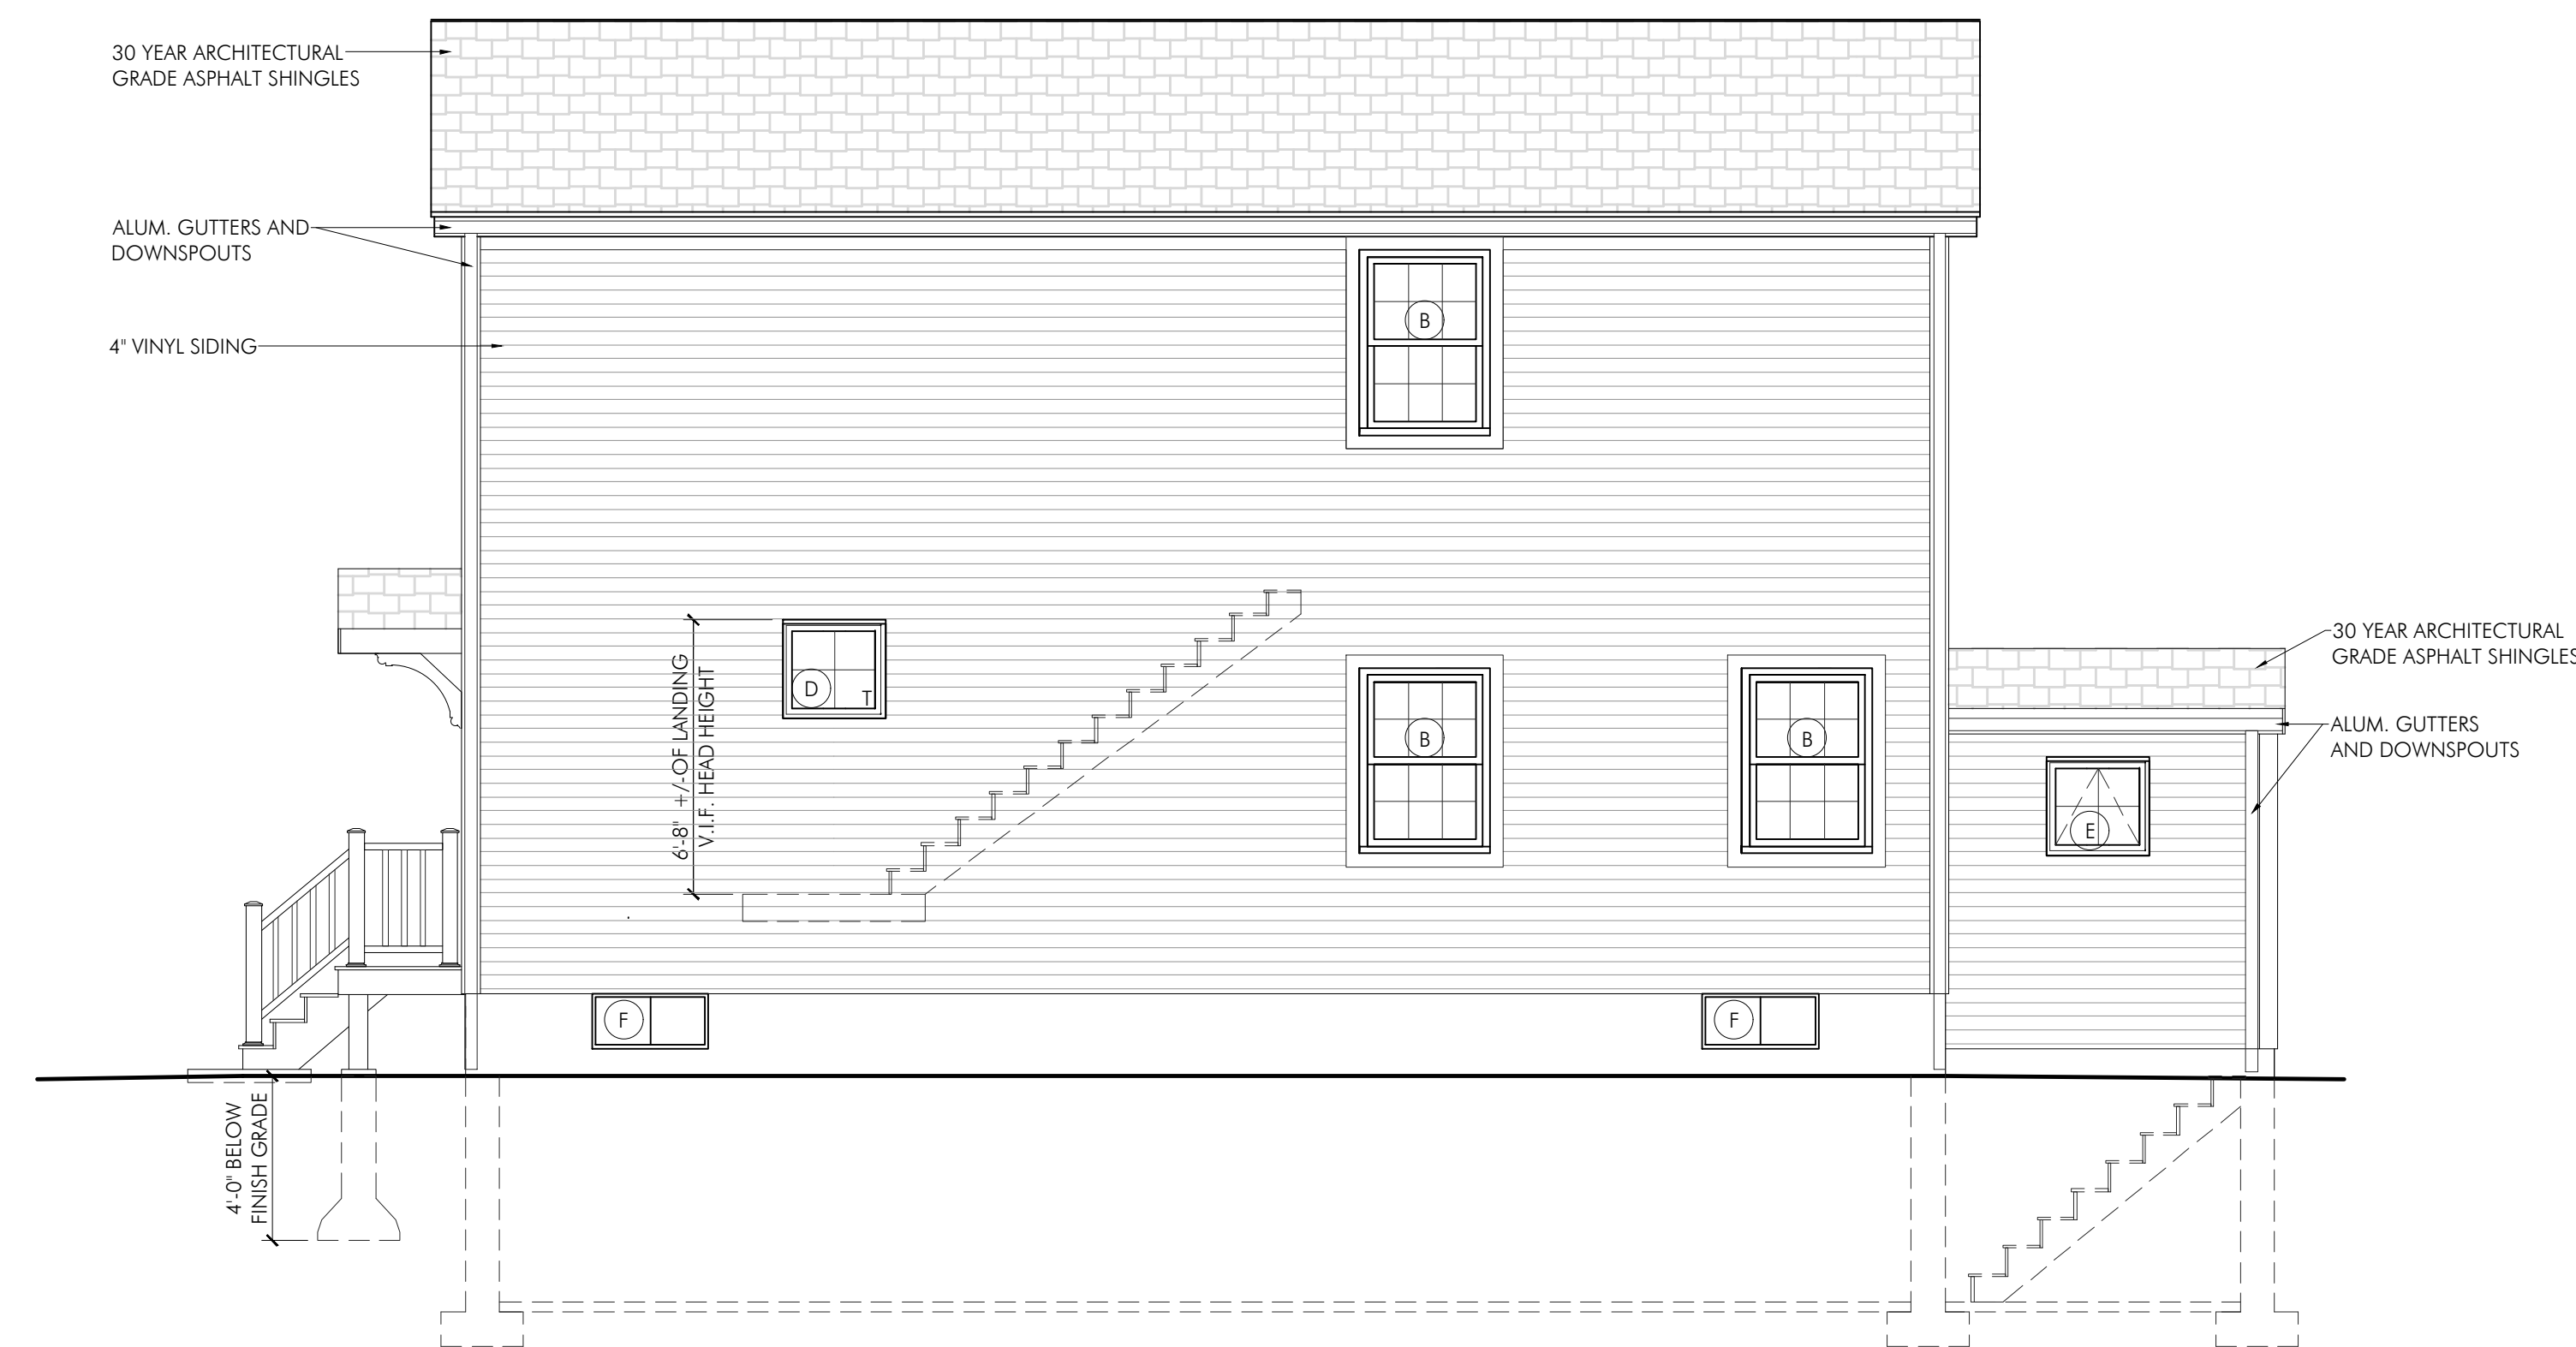 30 YEAR ARCHITECTURAL
GRADE ASPHALT SHINGLES
ALUM. GUTTERS AND
DOWNSPOUTS
4" VINYL SIDING
B
D
T
6'-8" +/-OF LANDING
V.I.F. HEAD HEIGHT
B
B
30 YEAR ARCHITECTURAL
GRADE ASPHALT SHINGLES
ALUM. GUTTERS
AND DOWNSPOUTS
E
F
F
4'-0" BELOW
FINISH GRADE